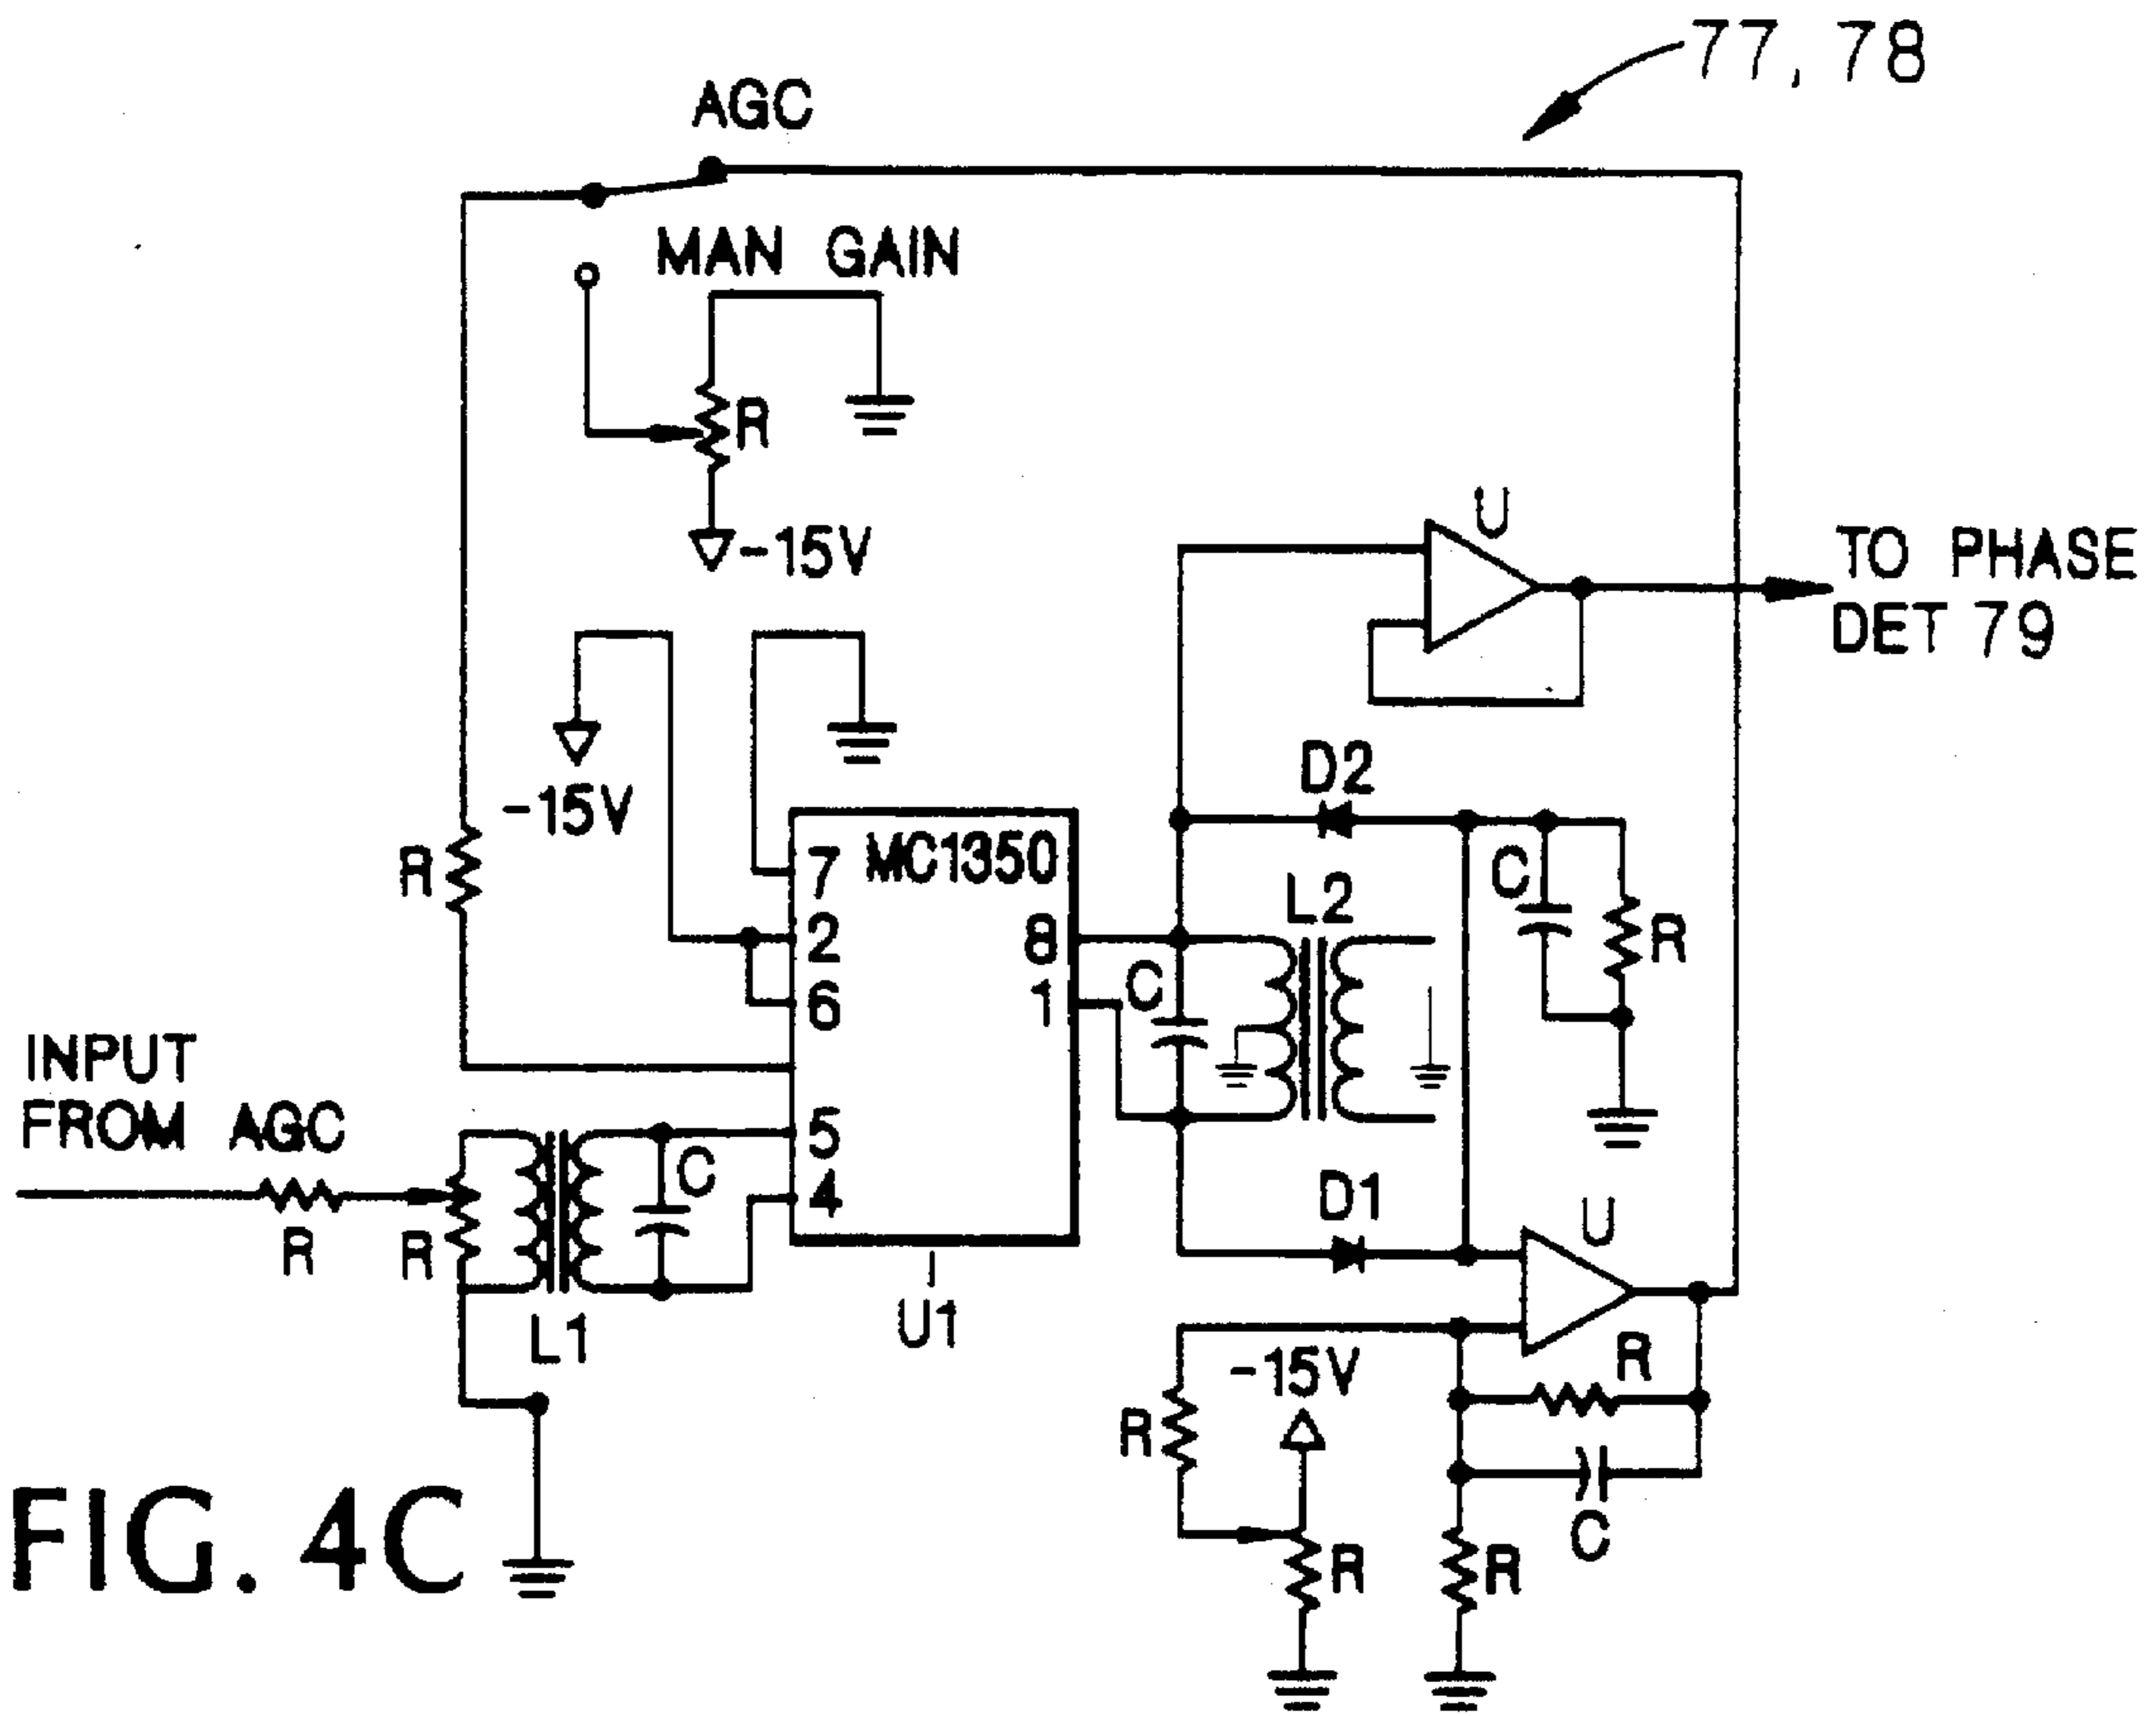 77, 78
AGC
MAN GAIN
R
-15V
U
TO PHASE
DET 79
-15V
D2
R
7
MC1350
2
8
6
1
C
L2
C
R
INPUT
FROM AGC
5
4
C
R
R
L1
U1
D1
U
R
-15V
R
R
R
C
FIG. 4C